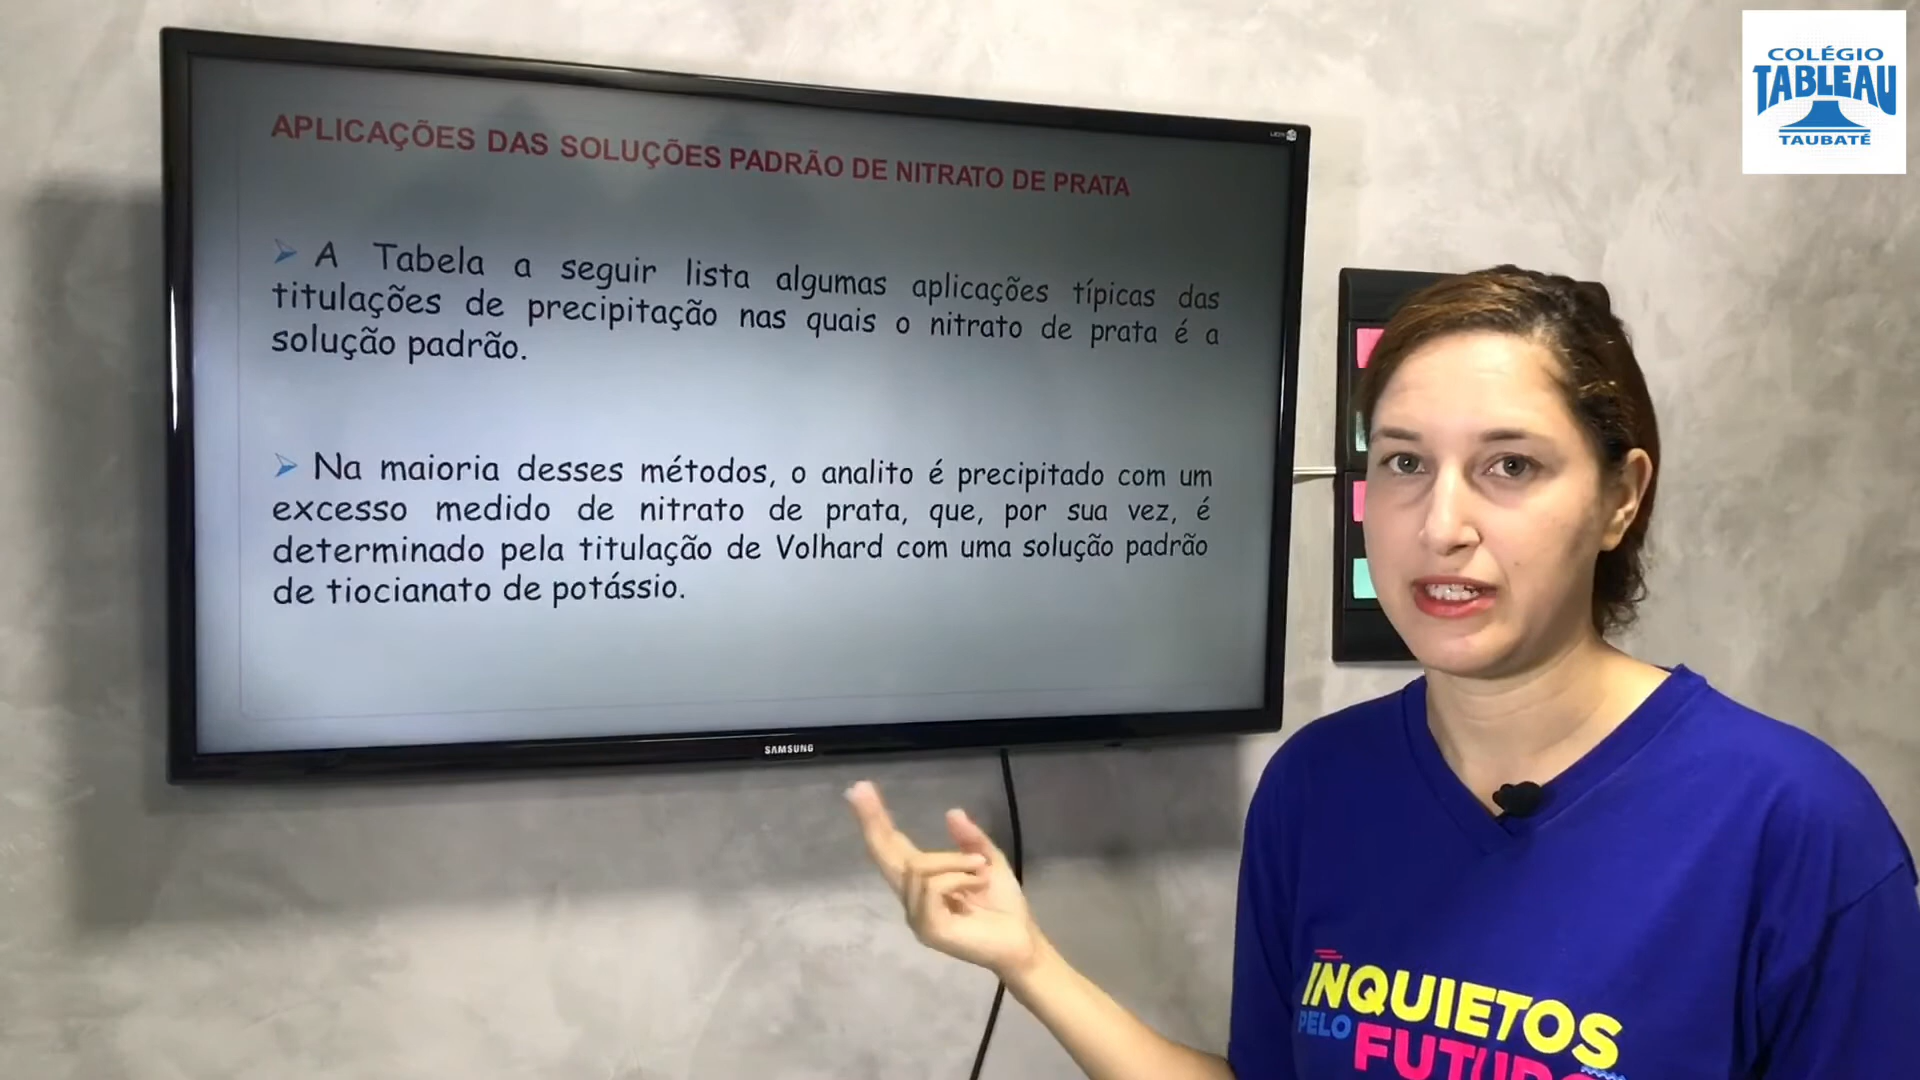 COLÉGIO
TABLEAU
TAUBATÉ
APLICAÇÕES DAS SOLUÇÕES PADRÃO DE NITRATO DE PRATA
A Tabela a seguir lista algumas aplicações típicas das
titulações de precipitação nas quais o nitrato de prata é a
solução padrão.
Na maioria desses métodos, o analito é precipitado com um
excesso medido de nitrato de prata, que, por sua vez, é
determinado pela titulação de Volhard com uma solução padrão
de tiocianato de potássio.
SAMSUNG
INQUIETOS
PELO FUTURO